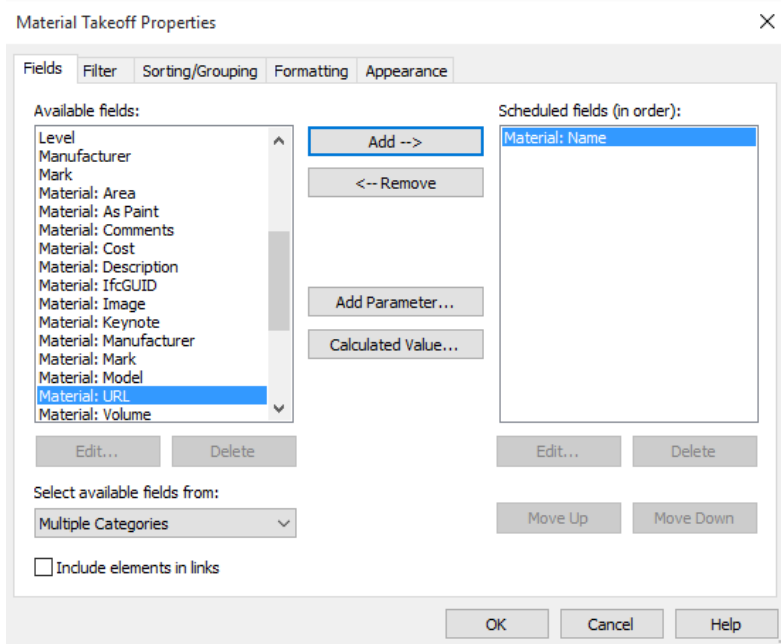 Material Takeoff Properties
Fields Filter Sorting/Grouping Formatting Appearance
Available fields:
Level
Manufacturer
Mark
Material: Area
Material: As Paint
Material: Comments
Material: Cost
Material: Description
Material: IfcGUID
Material: Image
Material: Keynote
Material: Manufacturer
Material: Mark
Material: Model
Material: URL
Material: Volume
Edit... Delete
Select available fields from:
Multiple Categories
Include elements in links
Add -->
<-- Remove
Add Parameter...
Calculated Value...
Scheduled fields (in order):
Material: Name
Edit... Delete
Move Up Move Down
OK Cancel Help